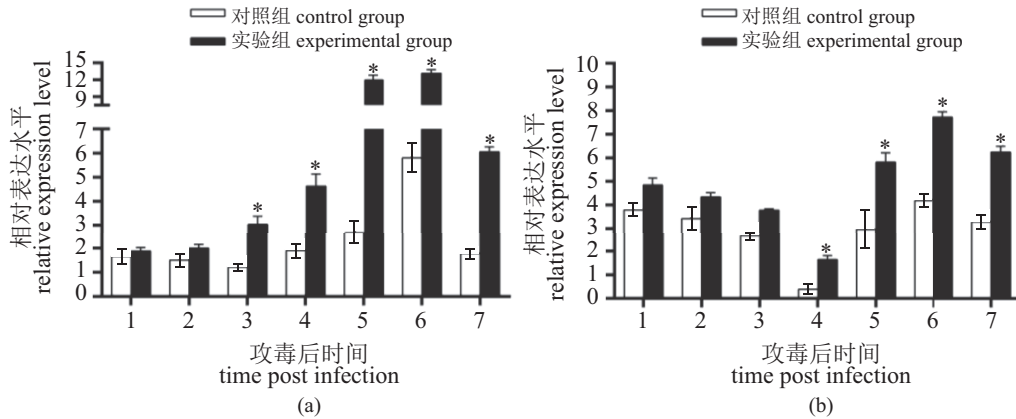 对照组 control group
实验组 experimental group
相对表达水平
relative expression level
15
12
9
7
6
5
4
3
2
1
0
* * * * *
1 2 3 4 5 6 7
攻毒后时间
time post infection
(a)
对照组 control group
实验组 experimental group
相对表达水平
relative expression level
10
9
8
7
6
5
4
3
2
1
0
* * * *
1 2 3 4 5 6 7
攻毒后时间
time post infection
(b)